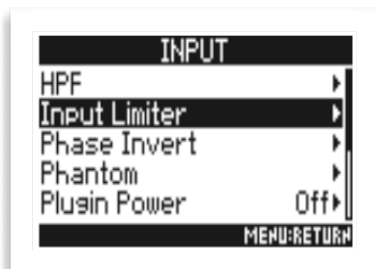 INPUT
HPF
Input Limiter
Phase Invert
Phantom
Plugin Power Off
MENU:RETURN